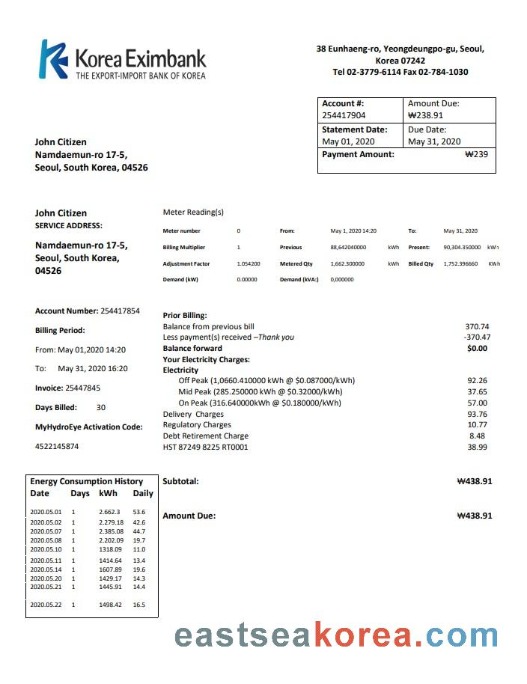 Korea Eximbank
THE EXPORT-IMPORT BANK OF KOREA
38 Eunhaeng-ro, Yeongdeungpo-gu, Seoul,
Korea 07242
Tel 02-3779-6114 Fax 02-784-1030
Account #: Amount Due:
254417904 ₩238.91
Statement Date: Due Date:
May 01, 2020 May 31, 2020
Payment Amount: ₩239
John Citizen
Namdaemun-ro 17-5,
Seoul, South Korea, 04526
John Citizen
SERVICE ADDRESS:
Namdaemun-ro 17-5,
Seoul, South Korea,
04526
Meter Reading(s)
Meter number 0 From: May 1, 2020 14:20 To: May 31, 2020
Billing Multiplier 1 Previous 88,642040000 kWh Present: 90,304.350000 kWh
Adjustment Factor 1.054200 Metered Qty 1,662.300000 kWh Billed Qty 1,752.396660 kWh
Demand (kW) 0.00000 Demand (kVA:) 0,000000
Account Number: 254417854
Billing Period:
From: May 01,2020 14:20
To: May 31, 2020 16:20
Invoice: 25447845
Days Billed: 30
MyHydroEye Activation Code:
4522145874
Prior Billing:
Balance from previous bill 370.74
Less payment(s) received –Thank you -370.47
Balance forward $0.00
Your Electricity Charges:
Electricity
Off Peak (1,0660.410000 kWh @ $0.087000/kWh) 92.26
Mid Peak (285.250000 kWh @ $0.32000/kWh) 37.65
On Peak (316.640000kWh @ $0.180000/kWh) 57.00
Delivery Charges 93.76
Regulatory Charges 10.77
Debt Retirement Charge 8.48
HST 87249 8225 RT0001 38.99
Energy Consumption History
Date Days kWh Daily
2020.05.01 1 2.662.3 53.6
2020.05.02 1 2.279.18 42.6
2020.05.07 1 2.385.08 44.7
2020.05.08 1 2.202.09 19.7
2020.05.10 1 1318.09 11.0
2020.05.11 1 1414.64 13.4
2020.05.14 1 1607.89 19.6
2020.05.20 1 1429.17 14.3
2020.05.21 1 1445.91 14.4
2020.05.22 1 1498.42 16.5
Subtotal: ₩438.91
Amount Due: ₩438.91
eastseakorea.com